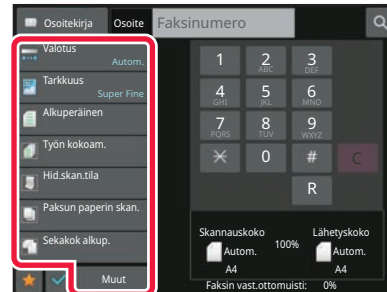 Osoitekirja Osoite Faksinumero
Valotus
Autom.
Tarkkuus
Super Fine
Alkuperäinen
Työn kokoam.
Hid.skan.tila
Paksun paperin skan.
Sekakok alkup.
Muut
1 2 3
ABC DEF
4 5 6
GHI JKL MNO
7 8 9
PQRS TUV WXYZ
0 # C
R
Skannauskoko Lähetyskoko
Autom. 100% Autom.
A4 A4
Faksin vast.ottomuisti: 0%